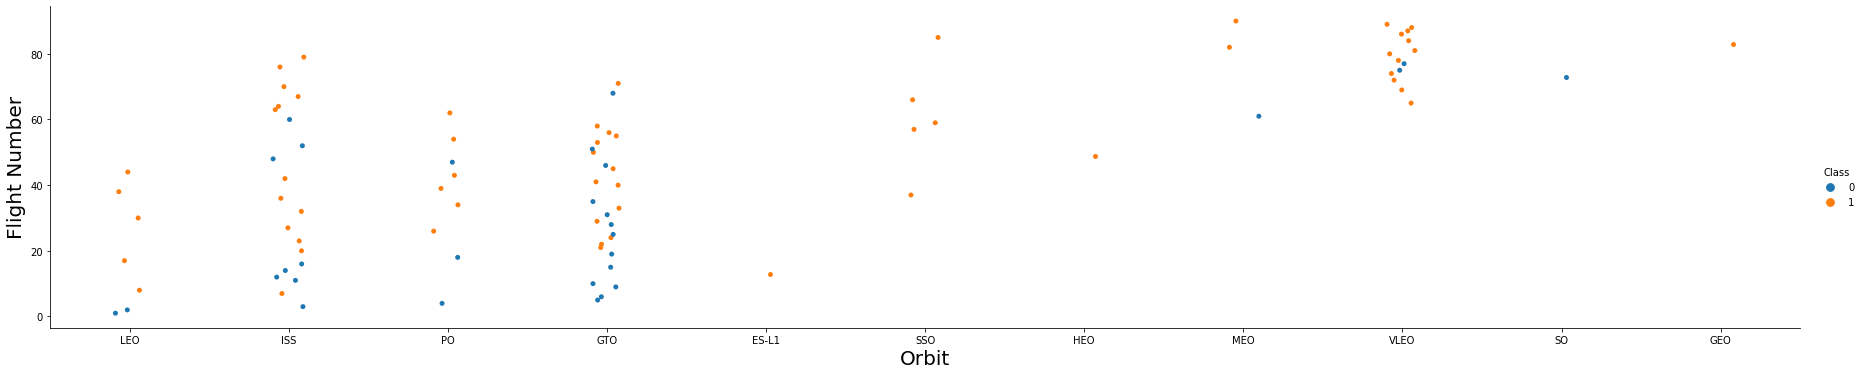 Flight Number
80
60
40
20
0
LEO ISS PO GTO ES-L1 SSO HEO MEO VLEO SO GEO
Orbit
Class
0
1